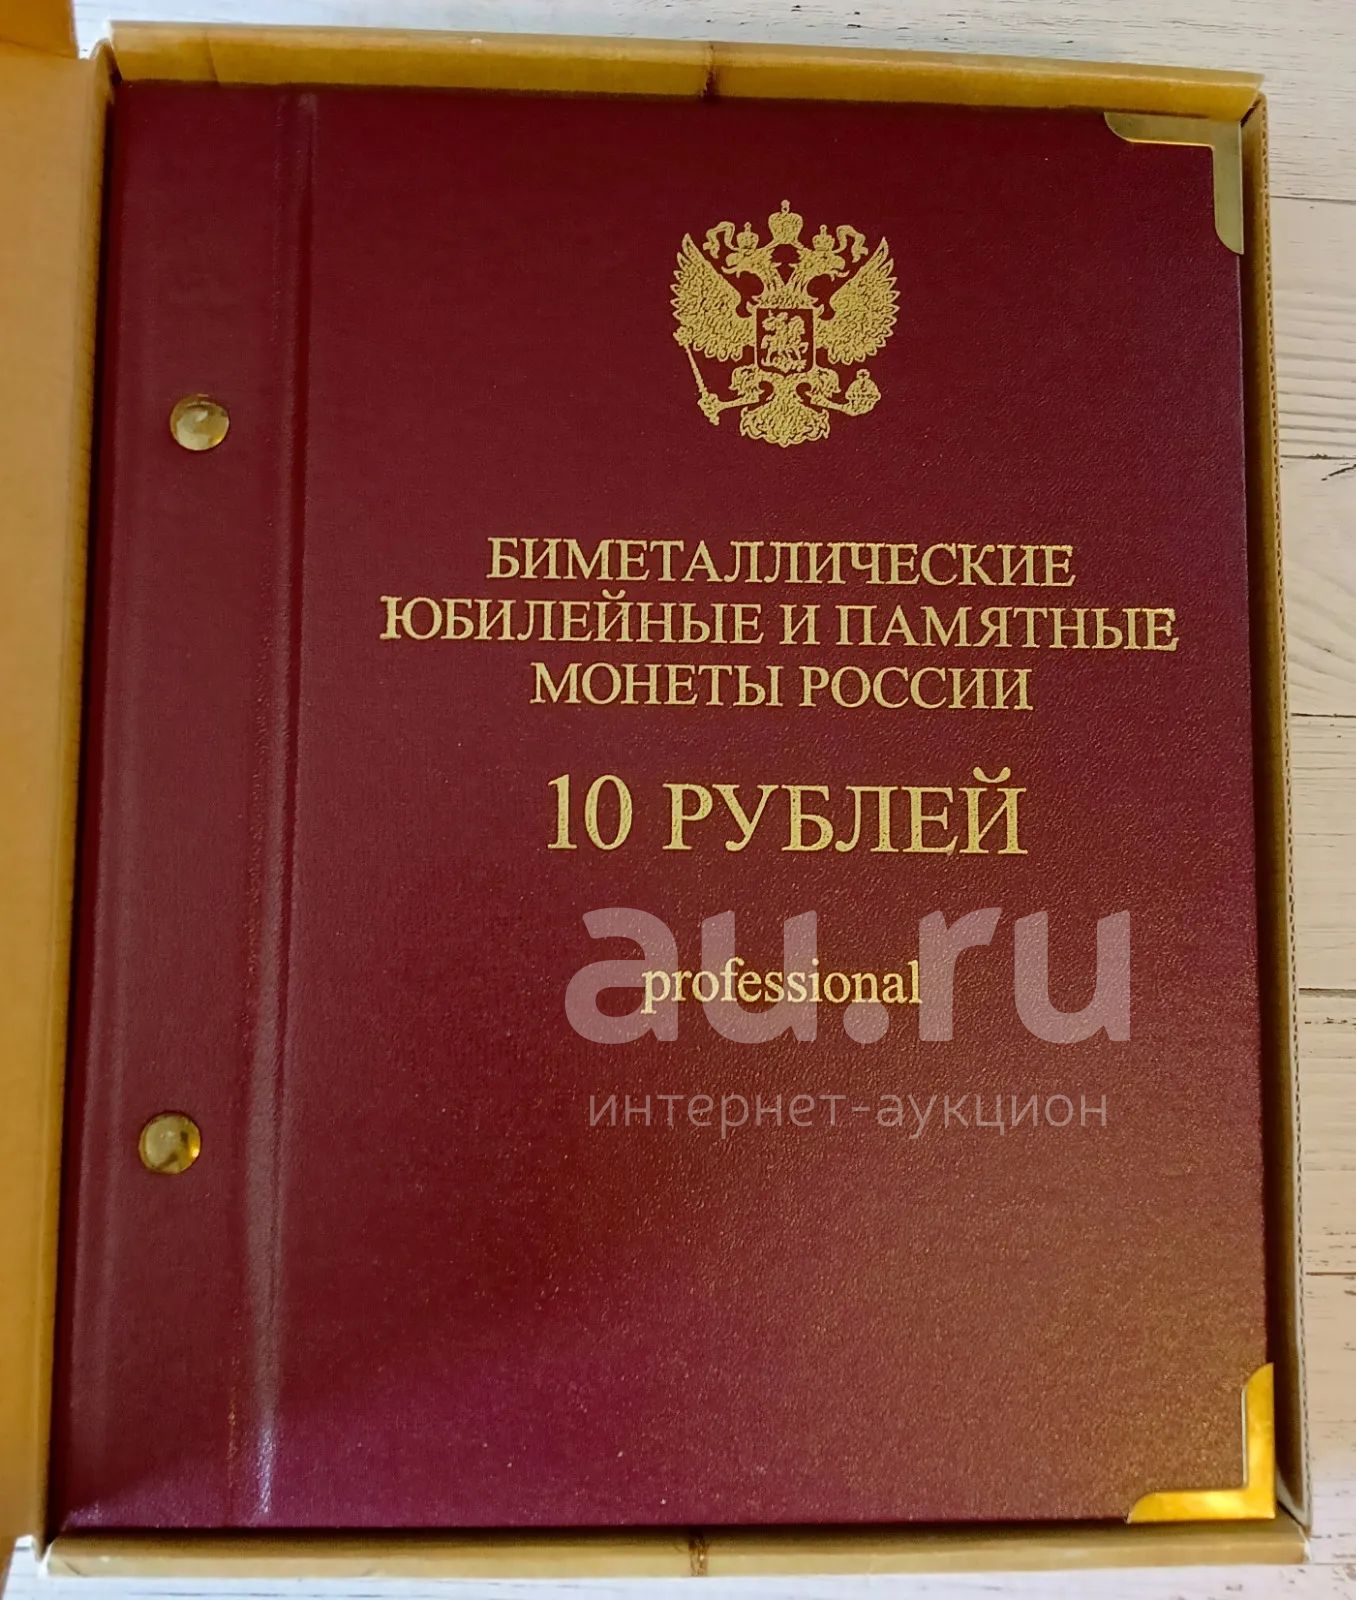 БИМЕТАЛЛИЧЕСКИЕ
ЮБИЛЕЙНЫЕ И ПАМЯТНЫЕ
МОНЕТЫ РОССИИ
10 РУБЛЕЙ
professional
au.ru
интернет-аукцион